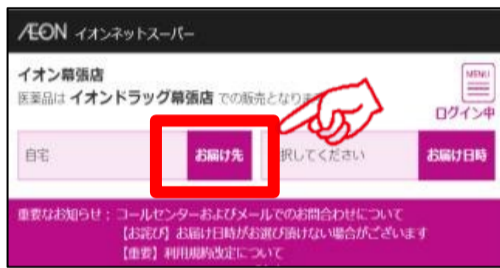 ÆON イオンネットスーパー
イオン幕張店
医薬品は イオンドラッグ幕張店 での販売となります
MENU
ログイン中
自宅 お届け先 択してください お届け日時
重要なお知らせ： コールセンターおよびメールでのお問合わせについて
【お詫び】お届け日時がお選び頂けない場合がございます
【重要】利用規約改定について